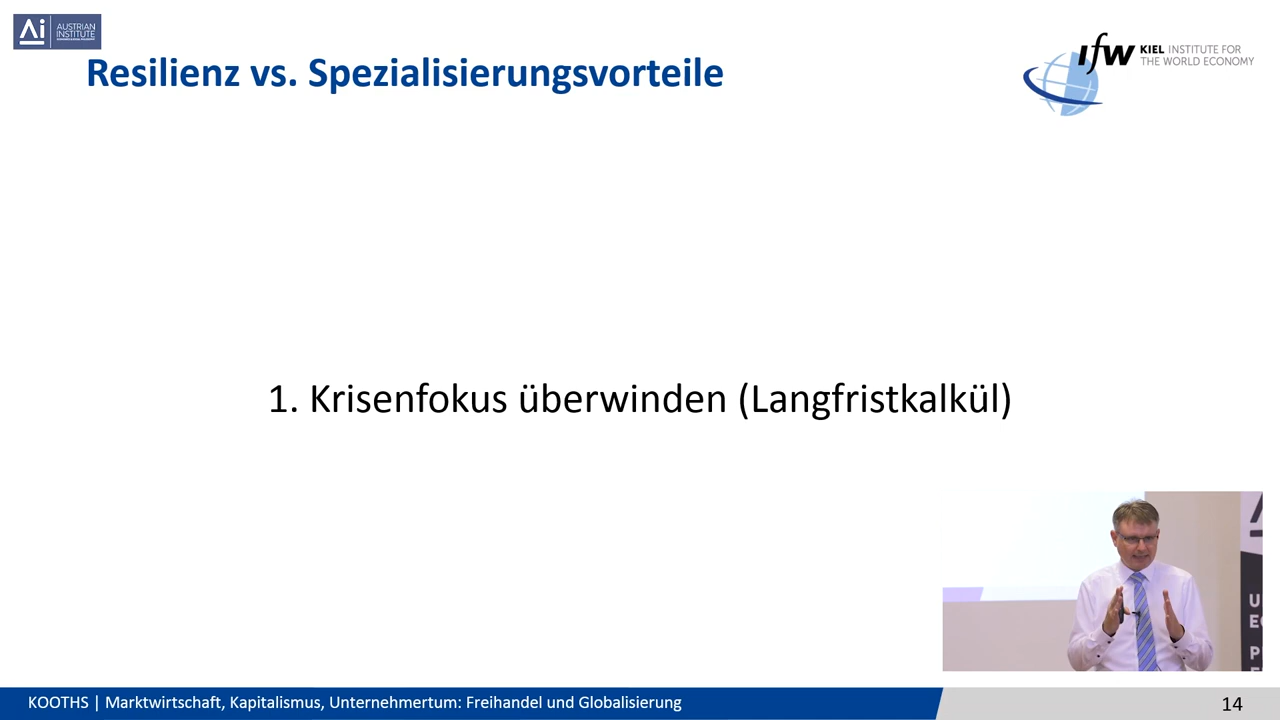 Ai AUSTRIAN
INSTITUTE
Resilienz vs. Spezialisierungsvorteile
IfW KIEL INSTITUTE FOR
THE WORLD ECONOMY
1. Krisenfokus überwinden (Langfristkalkül)
KOOTHS | Marktwirtschaft, Kapitalismus, Unternehmertum: Freihandel und Globalisierung
14